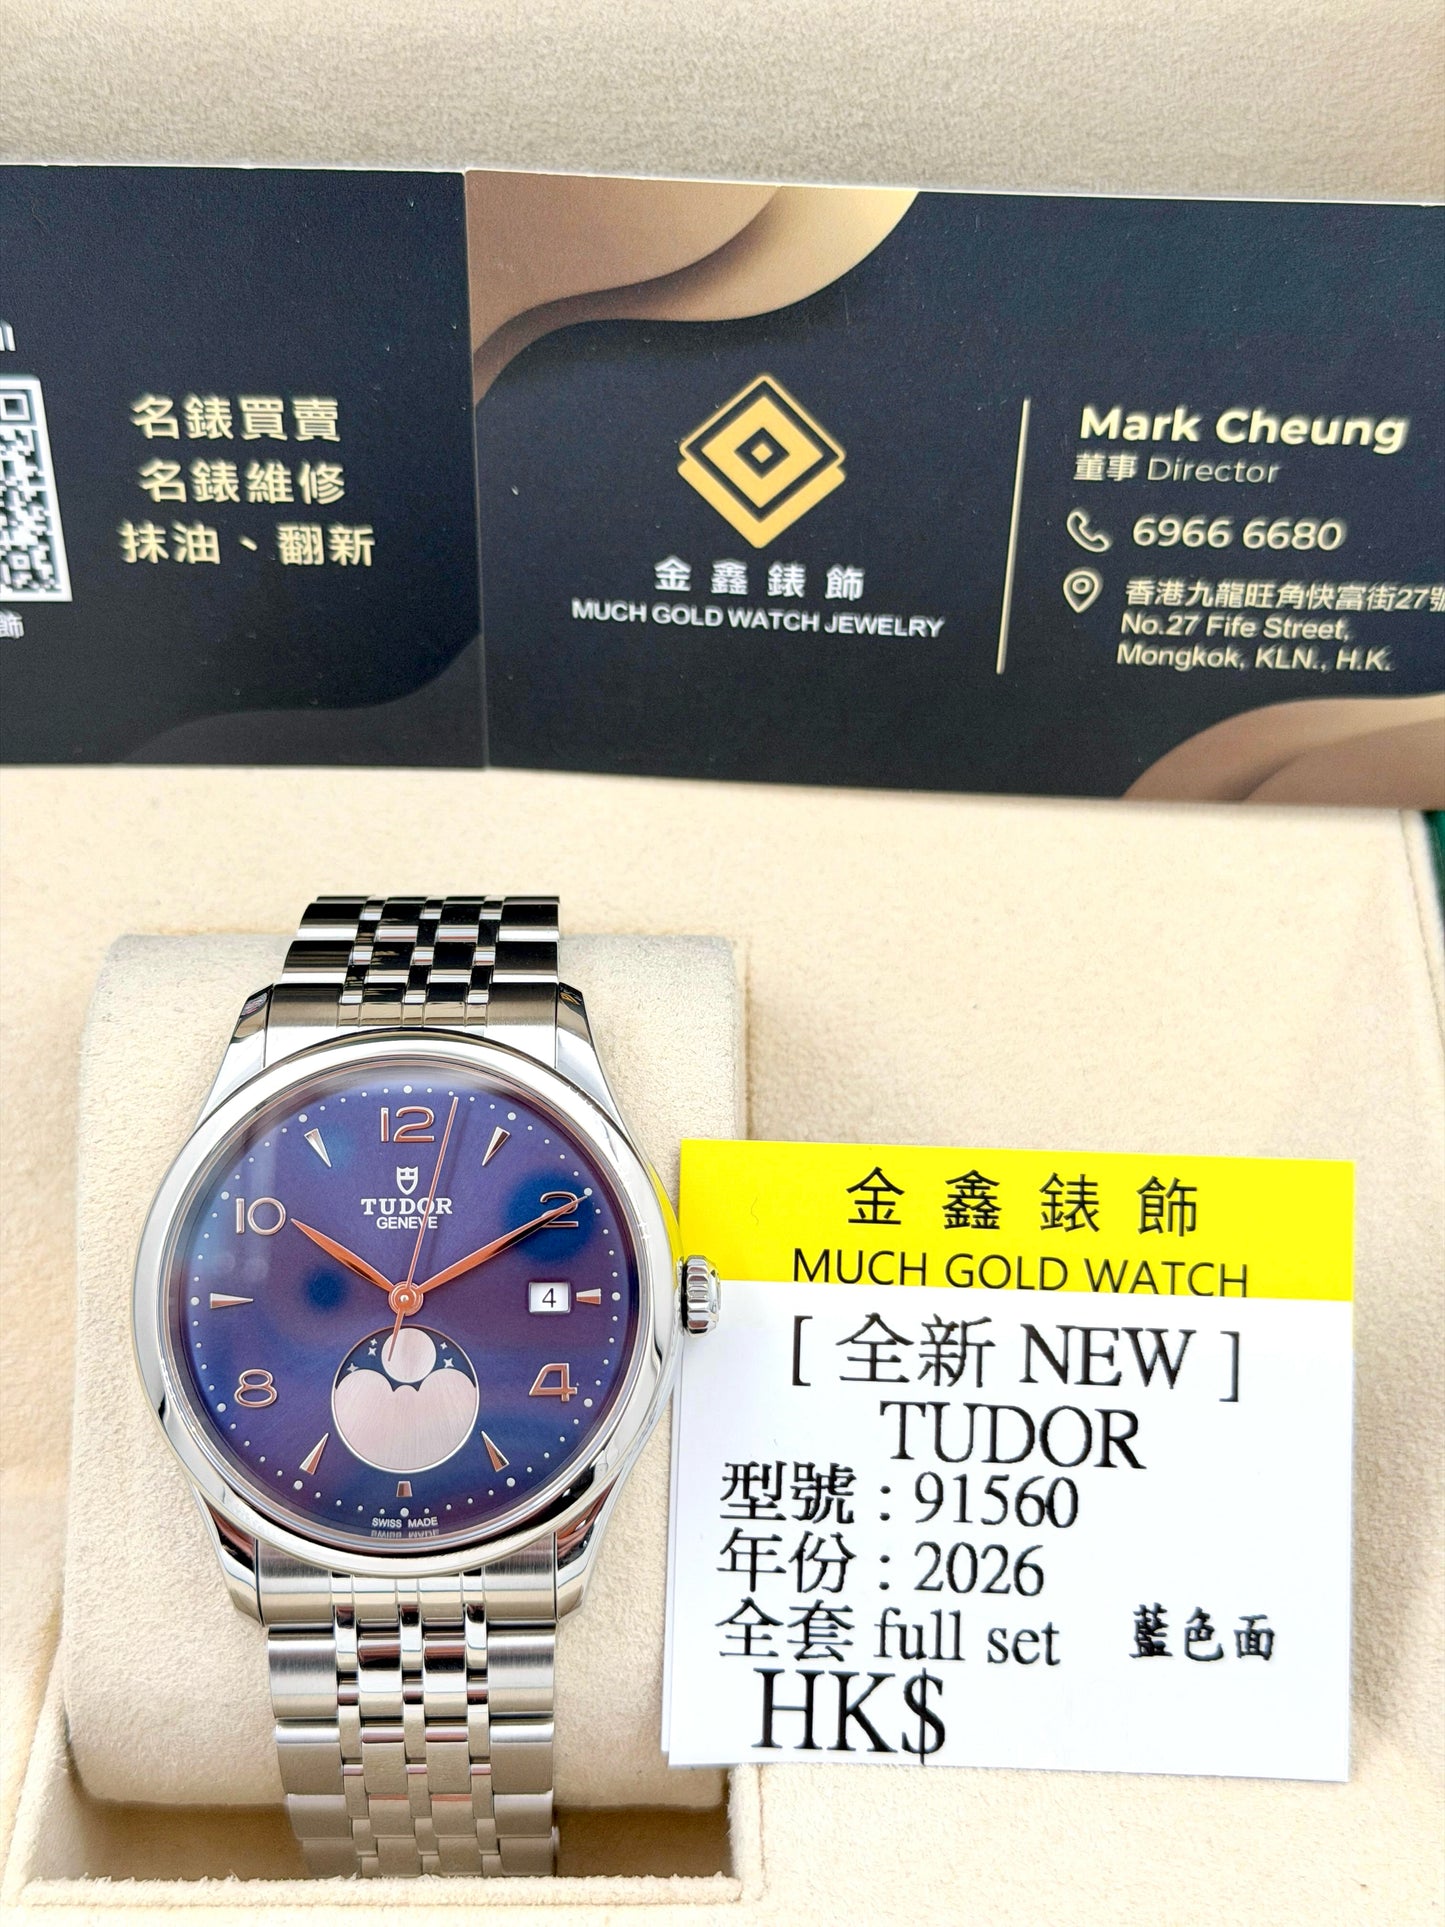 名錶買賣
名錶維修
抹油、翻新
飾
金鑫錶飾
MUCH GOLD WATCH JEWELRY
Mark Cheung
董事 Director
6966 6680
香港九龍旺角快富街27號
No.27 Fife Street,
Mongkok, KLN., H.K.
12
10
2
TUDOR
GENEVE
4
8
4
SWISS MADE
金鑫錶飾
MUCH GOLD WATCH
[ 全新 NEW ]
TUDOR
型號 : 91560
年份 : 2026
全套 full set 藍色面
HK$